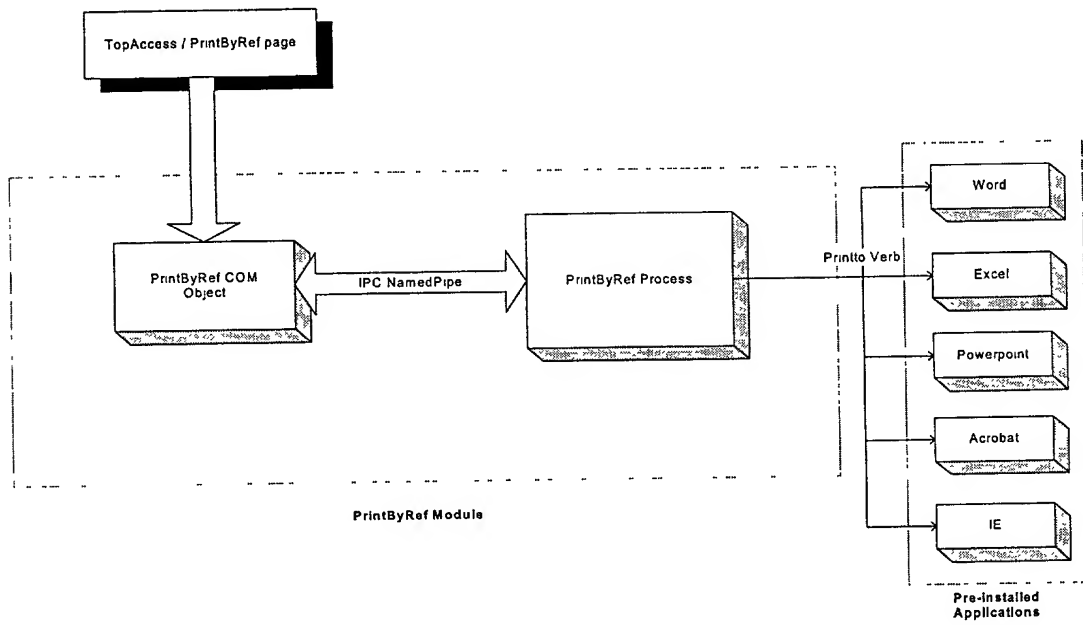 TopAccess / PrintByRef page
PrintByRef COM
Object
IPC NamedPipe
PrintByRef Process
Printto Verb
Word
Excel
Powerpoint
Acrobat
IE
PrintByRef Module
Pre-installed
Applications